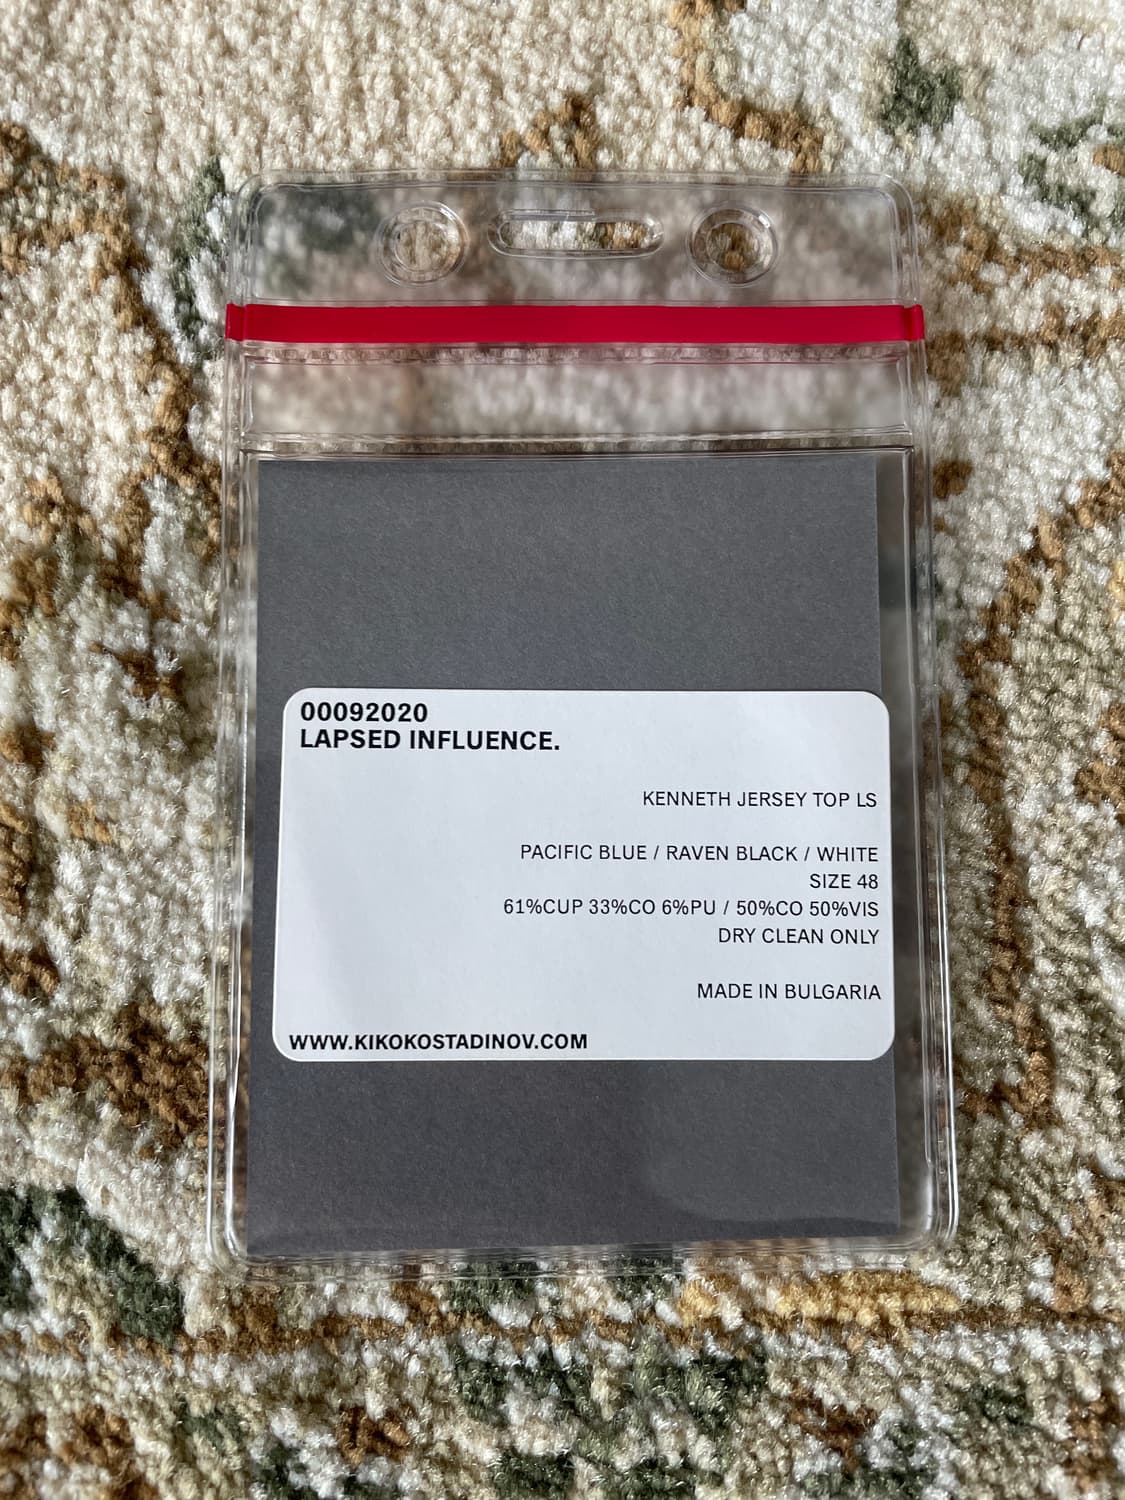 00092020
LAPSED INFLUENCE.
KENNETH JERSEY TOP LS
PACIFIC BLUE / RAVEN BLACK / WHITE
SIZE 48
61%CUP 33%CO 6%PU / 50%CO 50%VIS
DRY CLEAN ONLY
MADE IN BULGARIA
WWW.KIKOKOSTADINOV.COM